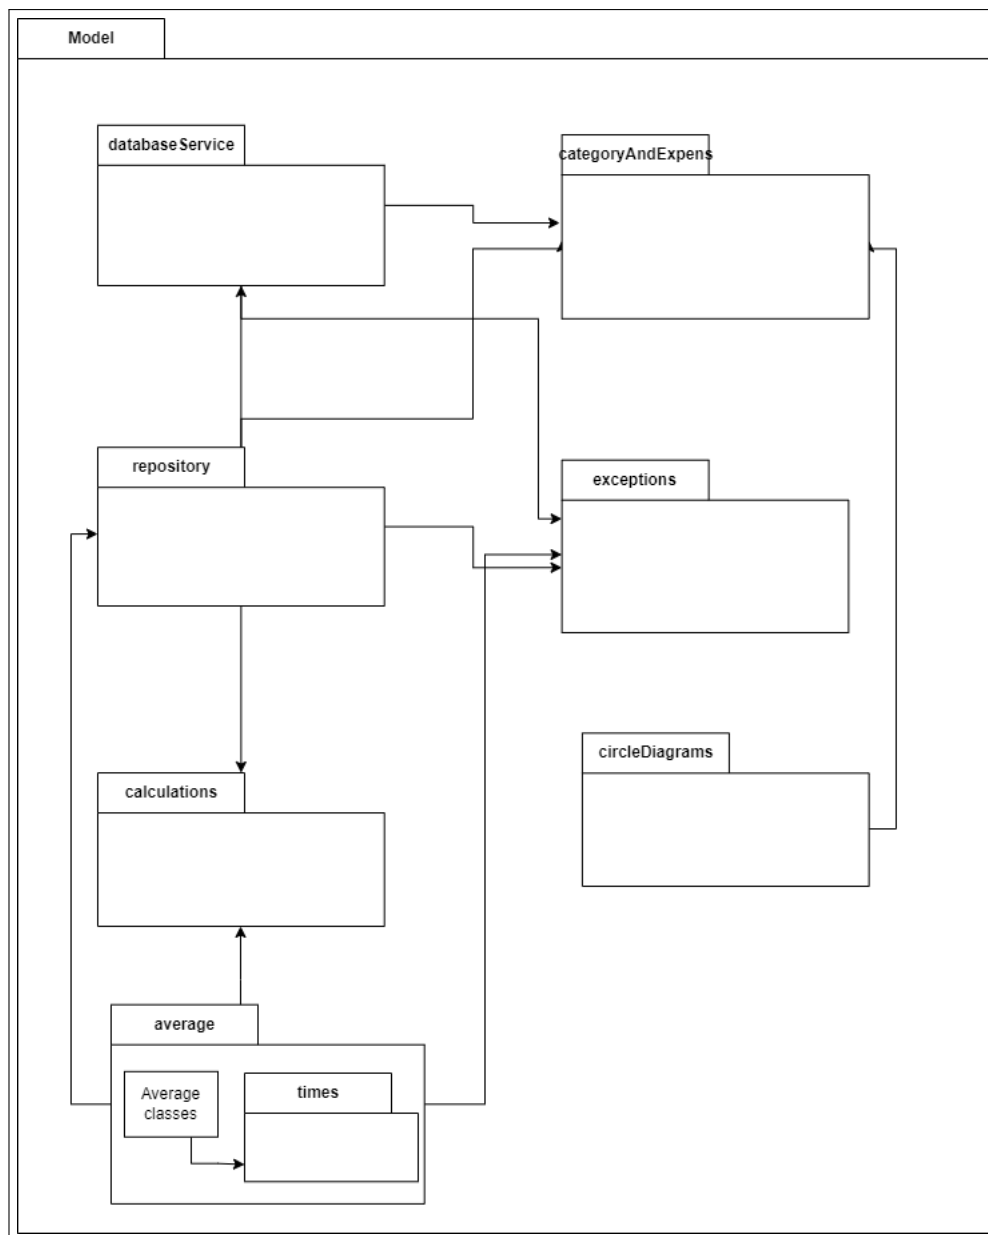 Model
databaseService
categoryAndExpens
repository
exceptions
circleDiagrams
calculations
average
Average
classes
times